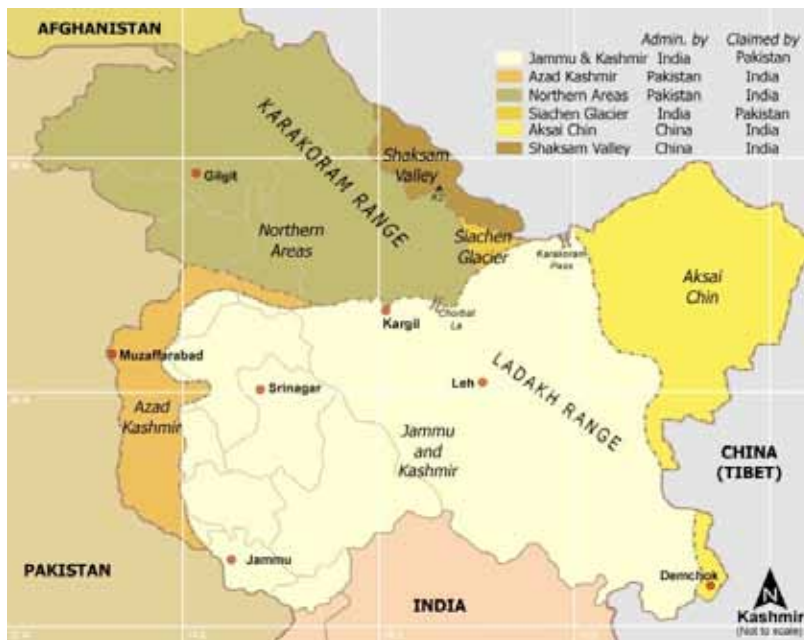 AFGHANISTAN
Admin. by Claimed by
Jammu & Kashmir India Pakistan
Azad Kashmir Pakistan India
Northern Areas Pakistan India
Siachen Glacier India Pakistan
Aksai Chin China India
Shaksam Valley China India
KARAKORAM RANGE
Shaksam
Valley
K2
Gilgit
Northern
Areas
Siachen
Glacier
Karakoram
Pass
Aksai
Chin
Kargil
Chorbat
La
Muzaffarabad
Srinagar
Leh
LADAKH RANGE
Azad
Kashmir
Jammu
and
Kashmir
CHINA
(TIBET)
PAKISTAN
Jammu
INDIA
Demchok
N
Kashmir
(Not to scale)